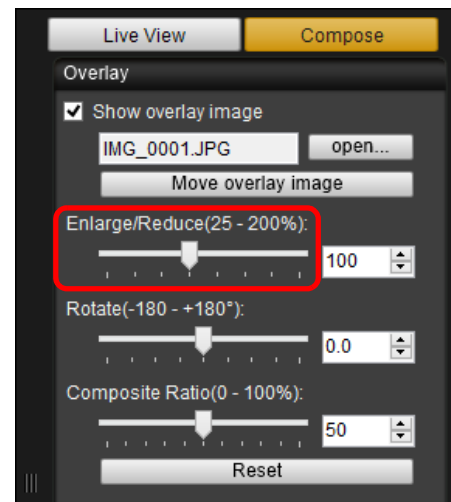 Live View Compose
Overlay
Show overlay image
IMG_0001.JPG open...
Move overlay image
Enlarge/Reduce(25 - 200%):
100
Rotate(-180 - +180°):
0.0
Composite Ratio(0 - 100%):
50
Reset